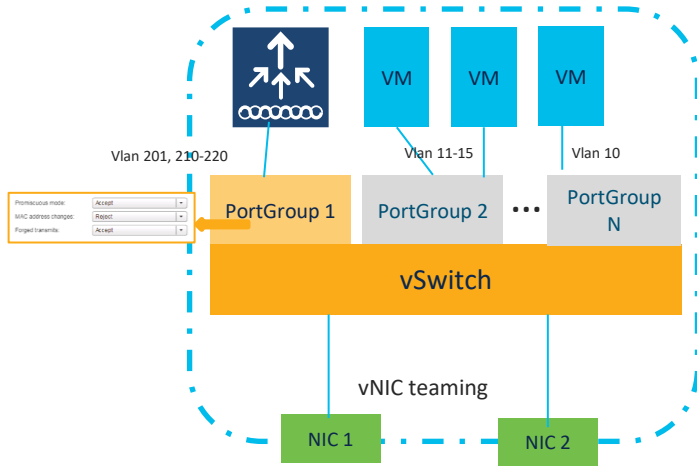 VM
VM
VM
Vlan 201, 210-220
Vlan 11-15
Vlan 10
Promiscuous mode: Accept
MAC address changes: Reject
Forged transmits: Accept
PortGroup 1
PortGroup 2
...
PortGroup
N
vSwitch
vNIC teaming
NIC 1
NIC 2